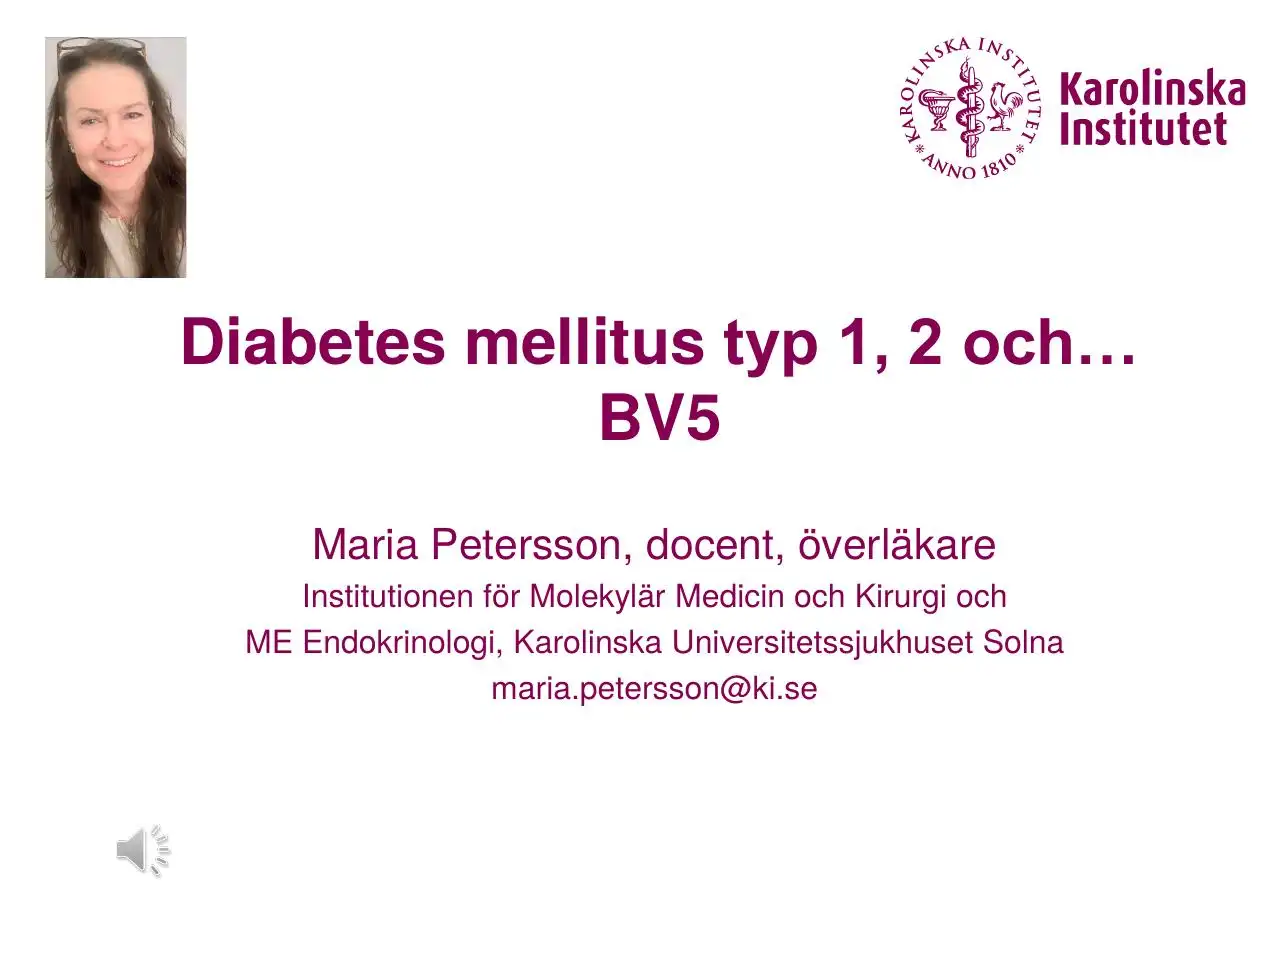 KAROLINSKA INSTITUTET
ANNO 1810
Karolinska
Institutet
Diabetes mellitus typ 1, 2 och…
BV5
Maria Petersson, docent, överläkare
Institutionen för Molekylär Medicin och Kirurgi och
ME Endokrinologi, Karolinska Universitetssjukhuset Solna
maria.petersson@ki.se